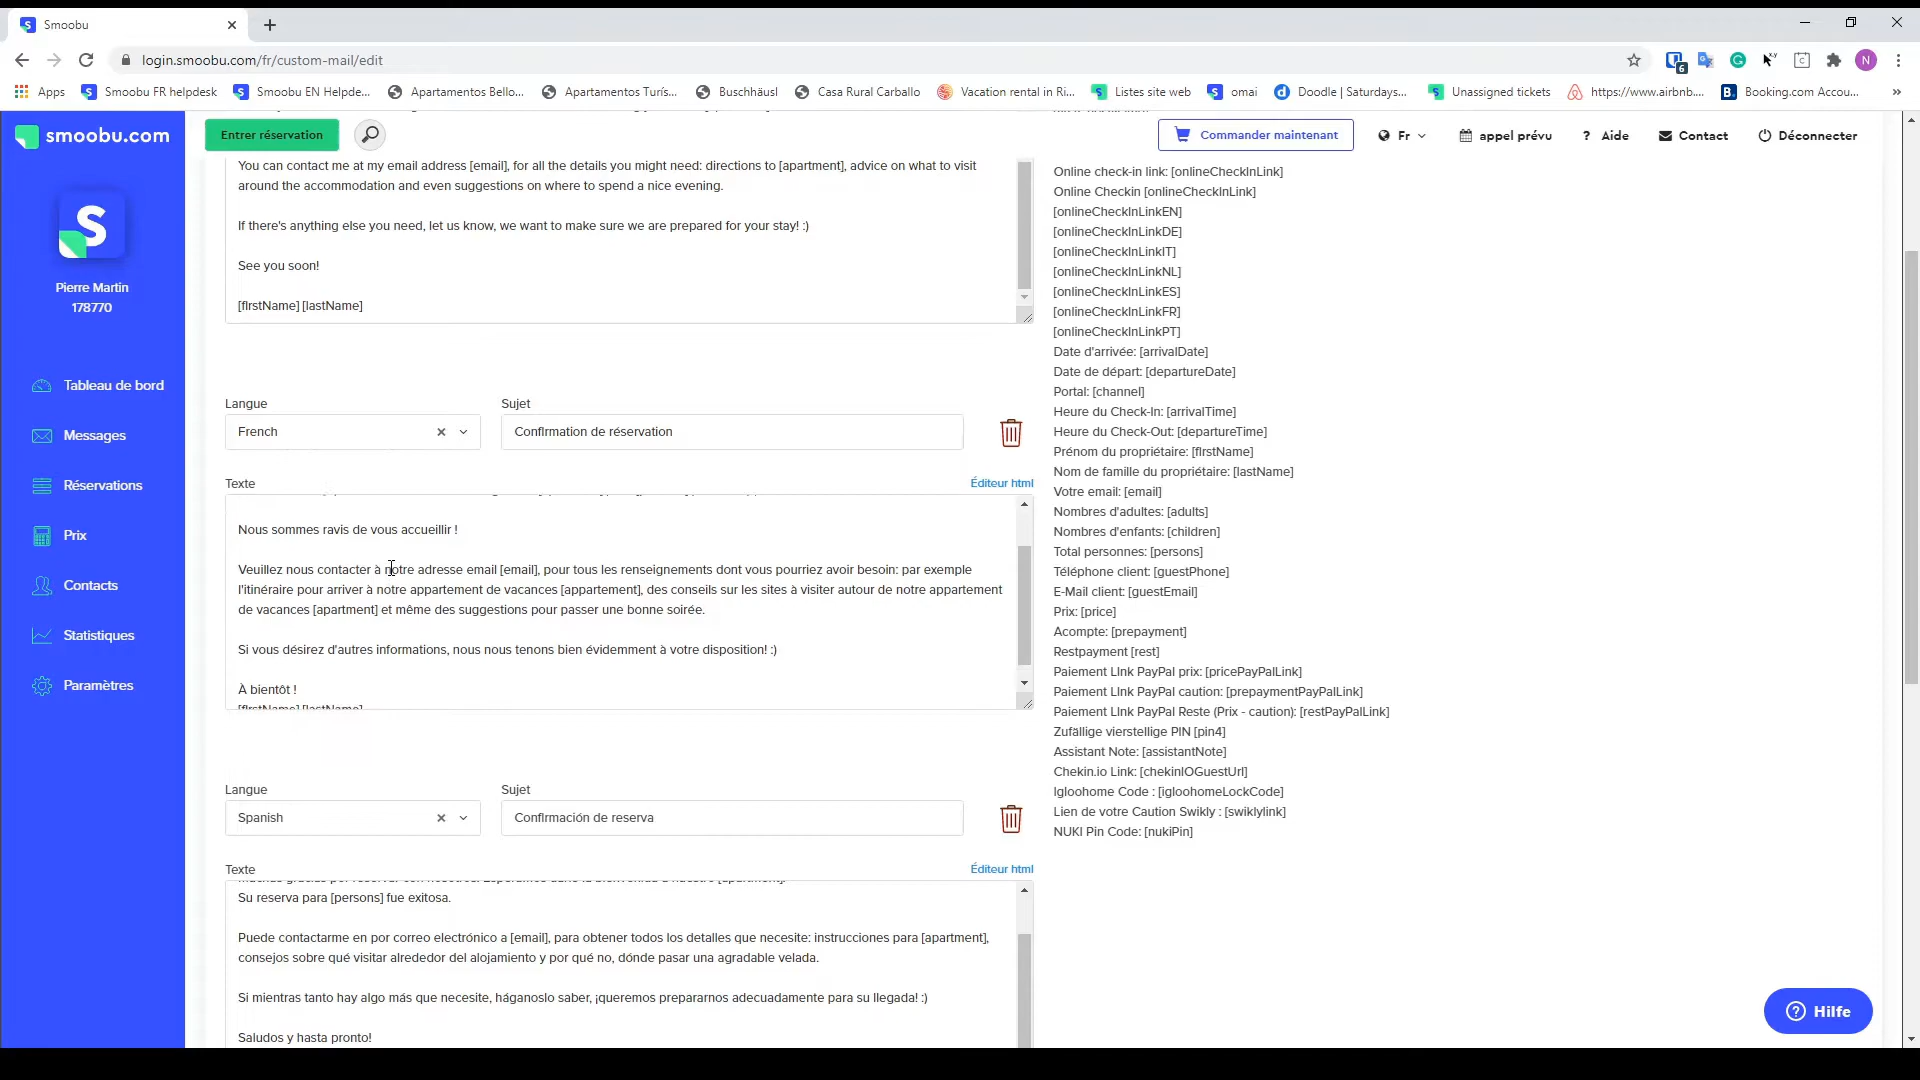 Smoobu
login.smoobu.com/fr/custom-mail/edit
Apps
Smoobu FR helpdesk
Smoobu EN Helpde...
Apartamentos Bello...
Apartamentos Turís...
Buschhäusl
Casa Rural Carballo
Vacation rental in Ri...
Listes site web
omai
Doodle | Saturdays...
Unassigned tickets
https://www.airbnb....
Booking.com Accou...
»
smoobu.com
Entrer réservation
Commander maintenant
Fr
appel prévu
? Aide
Contact
Déconnecter
Pierre Martin
178770
Tableau de bord
Messages
Réservations
Prix
Contacts
Statistiques
Paramètres
You can contact me at my email address [email], for all the details you might need: directions to [apartment], advice on what to visit
around the accommodation and even suggestions on where to spend a nice evening.
If there's anything else you need, let us know, we want to make sure we are prepared for your stay! :)
See you soon!
[firstName] [lastName]
Langue
Sujet
French
Confirmation de réservation
Texte
Éditeur html
Nous sommes ravis de vous accueillir !
Veuillez nous contacter à notre adresse email [email], pour tous les renseignements dont vous pourriez avoir besoin: par exemple
l'itinéraire pour arriver à notre appartement de vacances [appartement], des conseils sur les sites à visiter autour de notre appartement
de vacances [apartment] et même des suggestions pour passer une bonne soirée.
Si vous désirez d'autres informations, nous nous tenons bien évidemment à votre disposition! :)
À bientôt !
[firstName] [lastName]
Langue
Sujet
Spanish
Confirmación de reserva
Texte
Éditeur html
Su reserva para [persons] fue exitosa.
Puede contactarme en por correo electrónico a [email], para obtener todos los detalles que necesite: instrucciones para [apartment],
consejos sobre qué visitar alrededor del alojamiento y por qué no, dónde pasar una agradable velada.
Si mientras tanto hay algo más que necesite, háganoslo saber, ¡queremos prepararnos adecuadamente para su llegada! :)
Saludos y hasta pronto!
Online check-in link: [onlineCheckInLink]
Online Checkin [onlineCheckInLink]
[onlineCheckInLinkEN]
[onlineCheckInLinkDE]
[onlineCheckInLinkIT]
[onlineCheckInLinkNL]
[onlineCheckInLinkES]
[onlineCheckInLinkFR]
[onlineCheckInLinkPT]
Date d'arrivée: [arrivalDate]
Date de départ: [departureDate]
Portal: [channel]
Heure du Check-In: [arrivalTime]
Heure du Check-Out: [departureTime]
Prénom du propriétaire: [firstName]
Nom de famille du propriétaire: [lastName]
Votre email: [email]
Nombres d'adultes: [adults]
Nombres d'enfants: [children]
Total personnes: [persons]
Téléphone client: [guestPhone]
E-Mail client: [guestEmail]
Prix: [price]
Acompte: [prepayment]
Restpayment [rest]
Paiement LInk PayPal prix: [pricePayPalLink]
Paiement LInk PayPal caution: [prepaymentPayPalLink]
Paiement LInk PayPal Reste (Prix - caution): [restPayPalLink]
Zufällige vierstellige PIN [pin4]
Assistant Note: [assistantNote]
Chekin.io Link: [chekinIOGuestUrl]
Igloohome Code : [igloohomeLockCode]
Lien de votre Caution Swikly : [swiklylink]
NUKI Pin Code: [nukiPin]
Hilfe